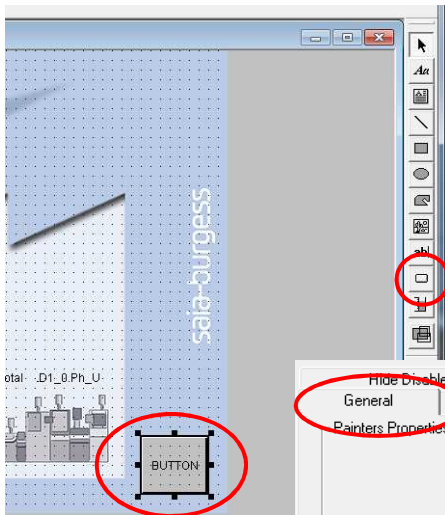 Aa
abl
saia-burgess
otal .D1_0.Ph_U
Hide Disable
General
Painters Properties
BUTTON